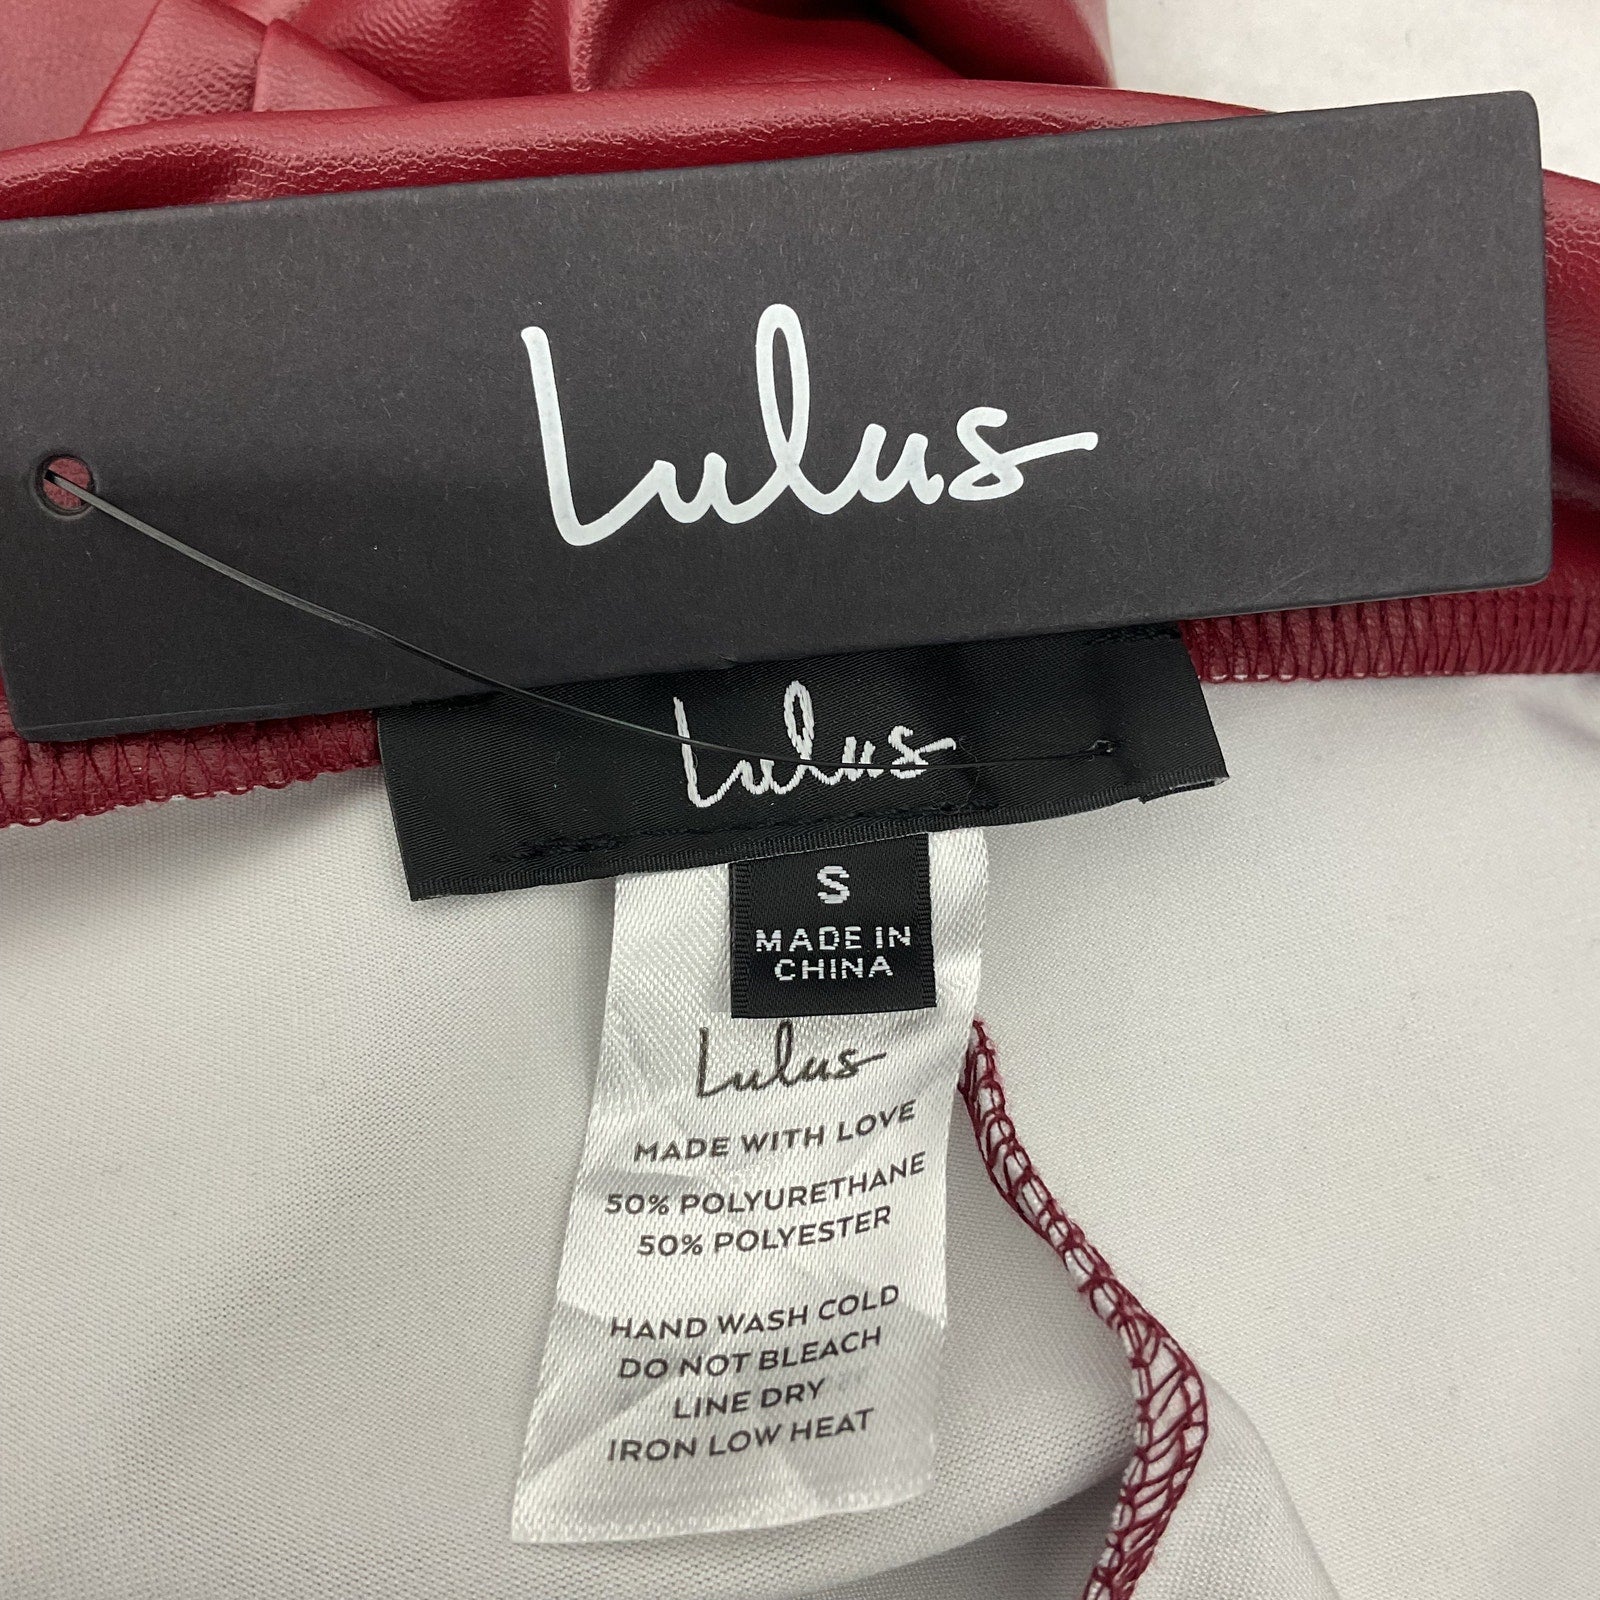 Lulus
Lulus
S
MADE IN
CHINA
Lulus
MADE WITH LOVE
50% POLYURETHANE
50% POLYESTER
HAND WASH COLD
DO NOT BLEACH
LINE DRY
IRON LOW HEAT